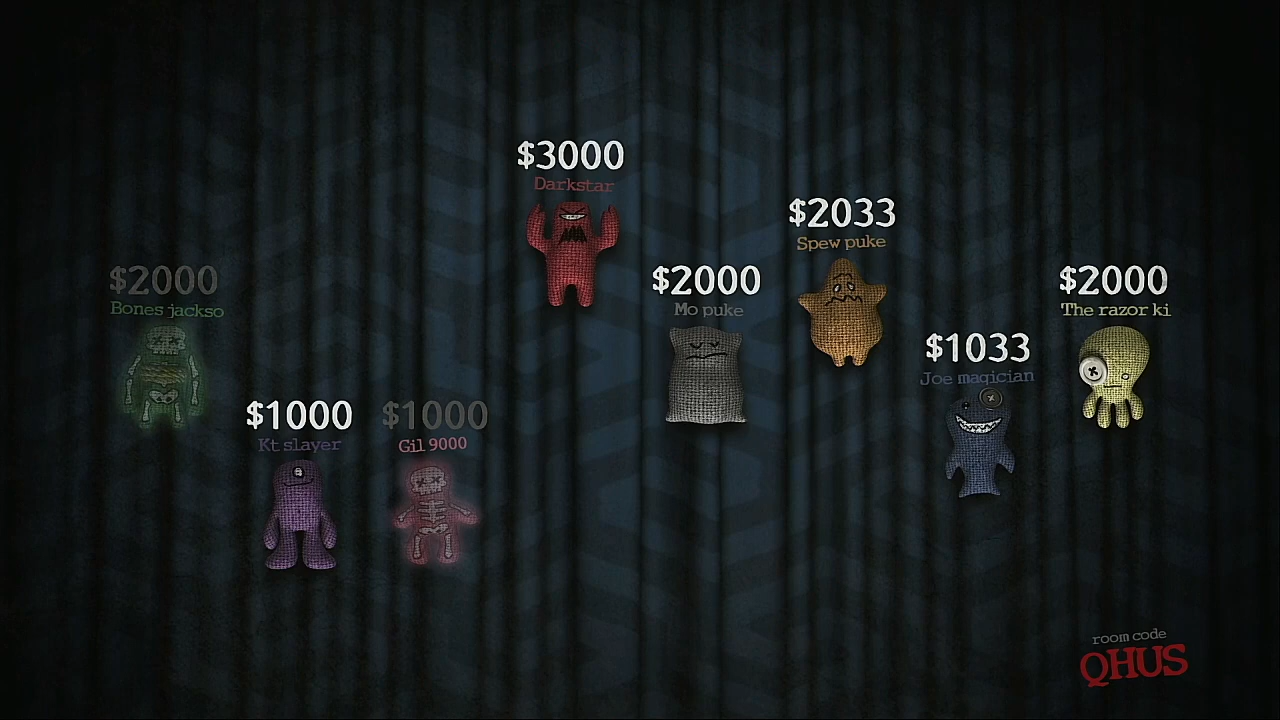 $3000
Darkstar
$2033
Spew puke
$2000
Bones jackso
$2000
Mo puke
$2000
The razor ki
$1033
Joe magician
$1000
Kt slayer
$1000
Gil 9000
room code
QHUS